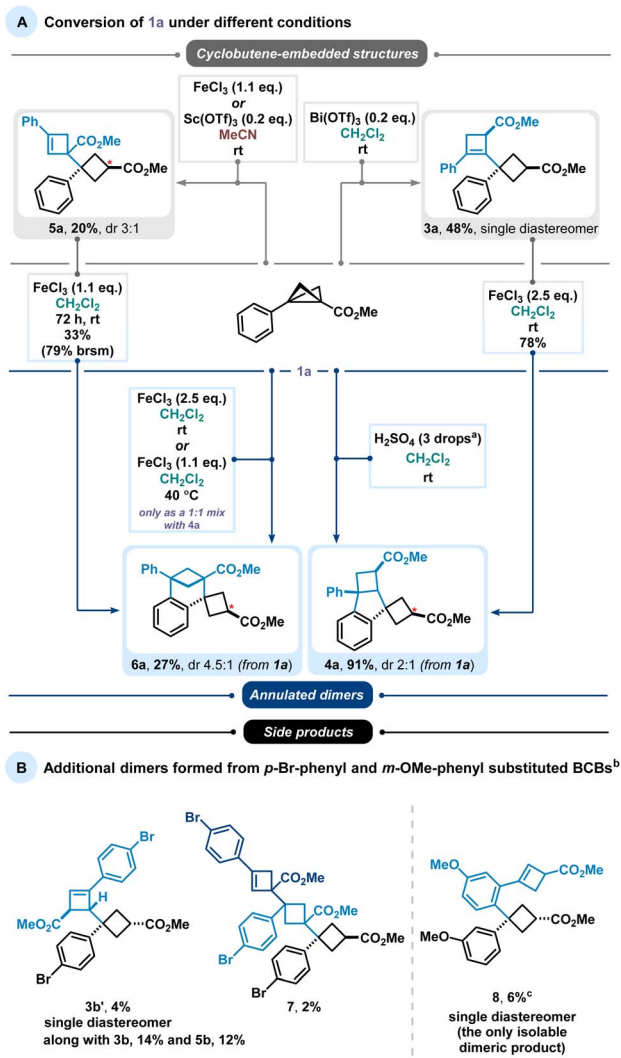 A Conversion of 1a under different conditions
Cyclobutene-embedded structures
FeCl3 (1.1 eq.)
or
Sc(OTf)3 (0.2 eq.)
MeCN
rt
Bi(OTf)3 (0.2 eq.)
CH2Cl2
rt
Ph
CO2Me
*
CO2Me
5a, 20%, dr 3:1
CO2Me
Ph
CO2Me
3a, 48%, single diastereomer
FeCl3 (1.1 eq.)
CH2Cl2
72 h, rt
33%
(79% brsm)
Ph
CO2Me
1a
FeCl3 (2.5 eq.)
CH2Cl2
rt
78%
FeCl3 (2.5 eq.)
CH2Cl2
rt
or
FeCl3 (1.1 eq.)
CH2Cl2
40 °C
only as a 1:1 mix
with 4a
H2SO4 (3 dropsa)
CH2Cl2
rt
Ph
CO2Me
*
CO2Me
6a, 27%, dr 4.5:1 (from 1a)
CO2Me
Ph
*
CO2Me
4a, 91%, dr 2:1 (from 1a)
Annulated dimers
Side products
B Additional dimers formed from p-Br-phenyl and m-OMe-phenyl substituted BCBsb
Br
H
MeO2C
CO2Me
Br
3b', 4%
single diastereomer
along with 3b, 14% and 5b, 12%
Br
CO2Me
CO2Me
CO2Me
Br
Br
7, 2%
MeO
CO2Me
CO2Me
MeO
8, 6%c
single diastereomer
(the only isolable
dimeric product)